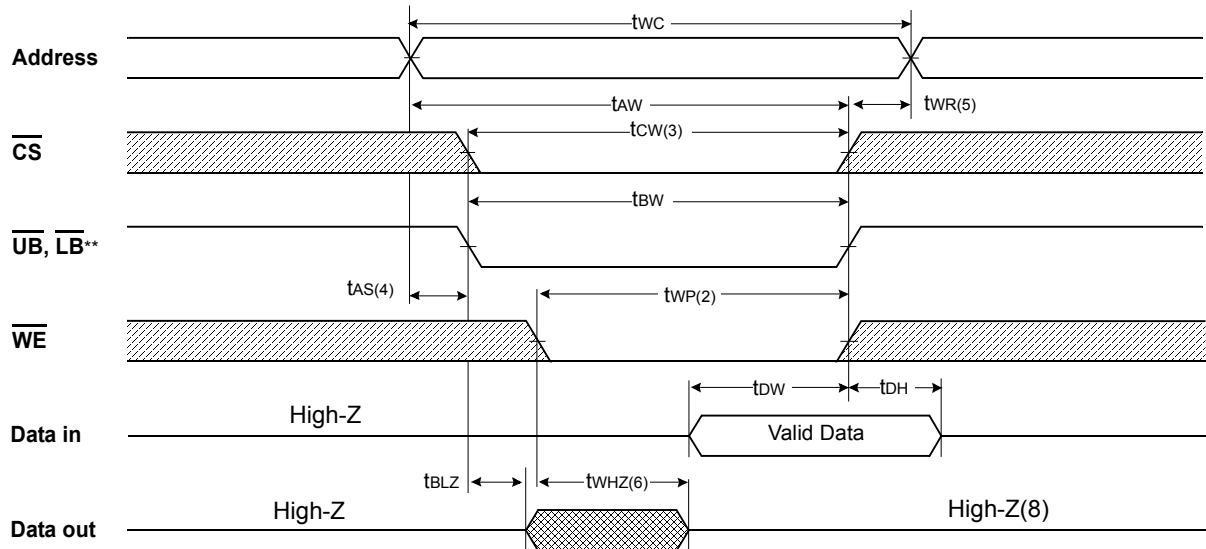 tWC
Address
tAW
tWR(5)
CS
tCW(3)
tBW
UB, LB**
tAS(4)
tWP(2)
WE
tDW
tDH
High-Z
Data in
Valid Data
tBLZ
tWHZ(6)
High-Z
High-Z(8)
Data out